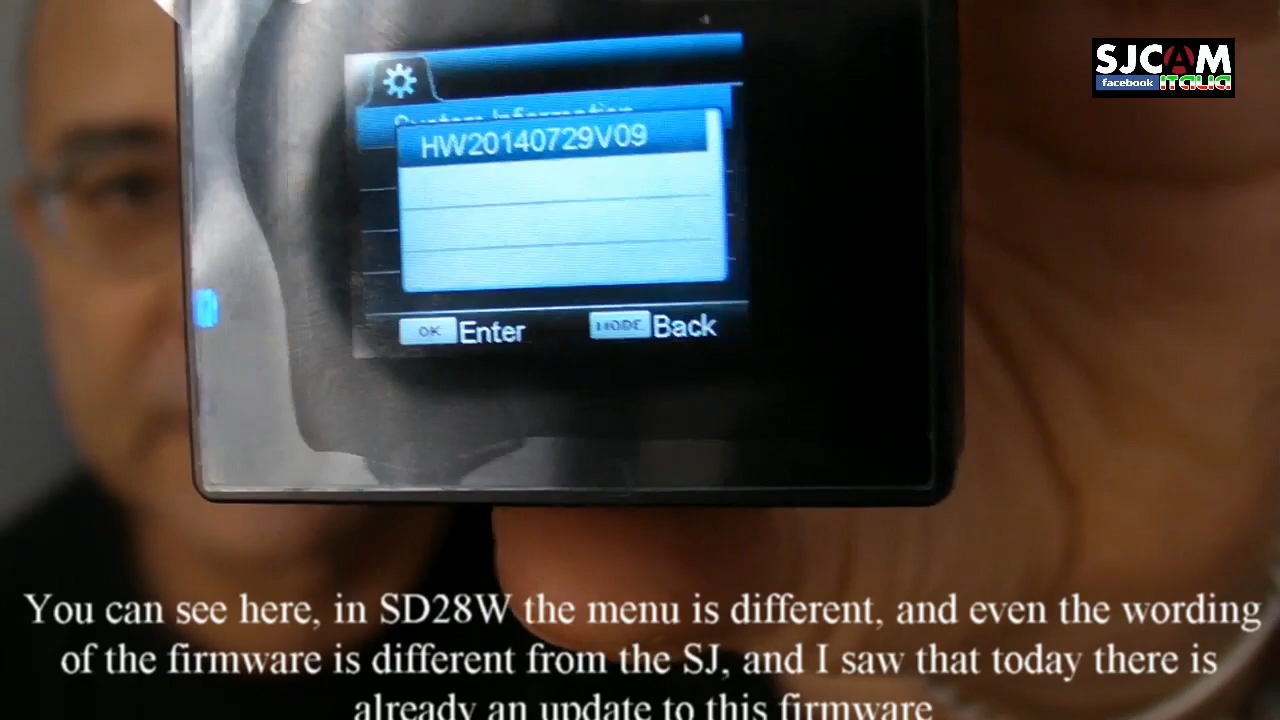 SJCAM
facebook ITALIA
System Information
HW20140729V09
OK Enter MODE Back
You can see here, in SD28W the menu is different, and even the wording
of the firmware is different from the SJ, and I saw that today there is
already an update to this firmware